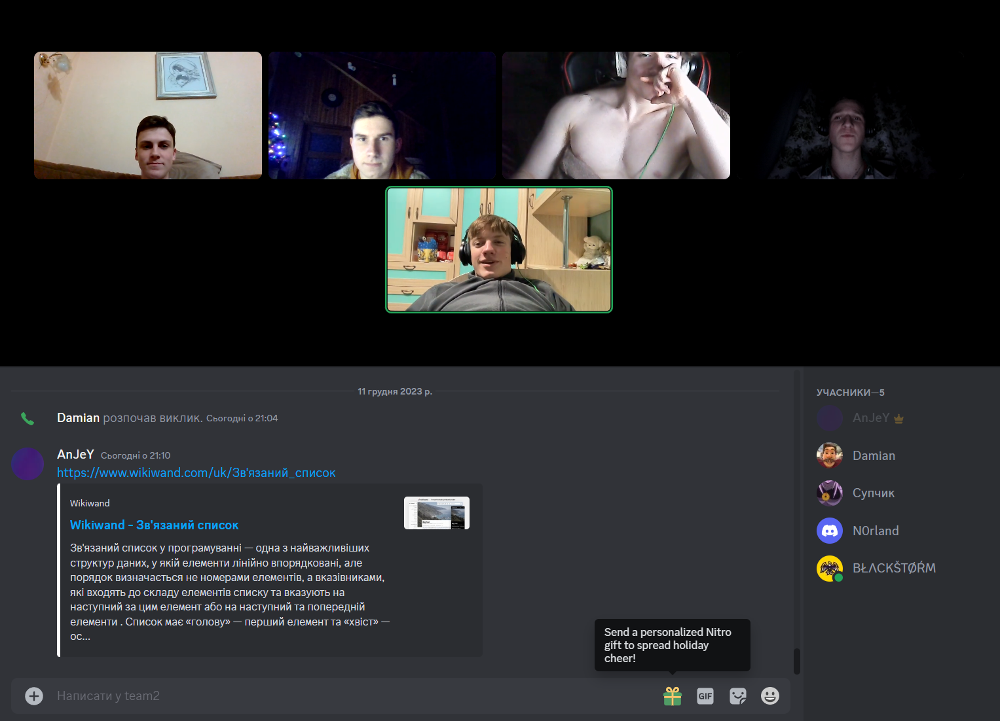 11 грудня 2023 р.
Damian розпочав виклик. Сьогодні о 21:04
AnJeY Сьогодні о 21:10
https://www.wikiwand.com/uk/Зв'язаний_список
Wikiwand
Wikiwand - Зв'язаний список
Зв'язаний список у програмуванні — одна з найважливіших
структур даних, у якій елементи лінійно впорядковані, але
порядок визначається не номерами елементів, а вказівниками,
які входять до складу елементів списку та вказують на
наступний за цим елемент або на наступний та попередній
елементи . Список має «голову» — перший елемент та «хвіст» —
ос...
Send a personalized Nitro
gift to spread holiday
cheer!
Написати у team2
GIF
УЧАСНИКИ—5
AnJeY
Damian
Супчик
N0rland
BŁΛCKŠTØŔM